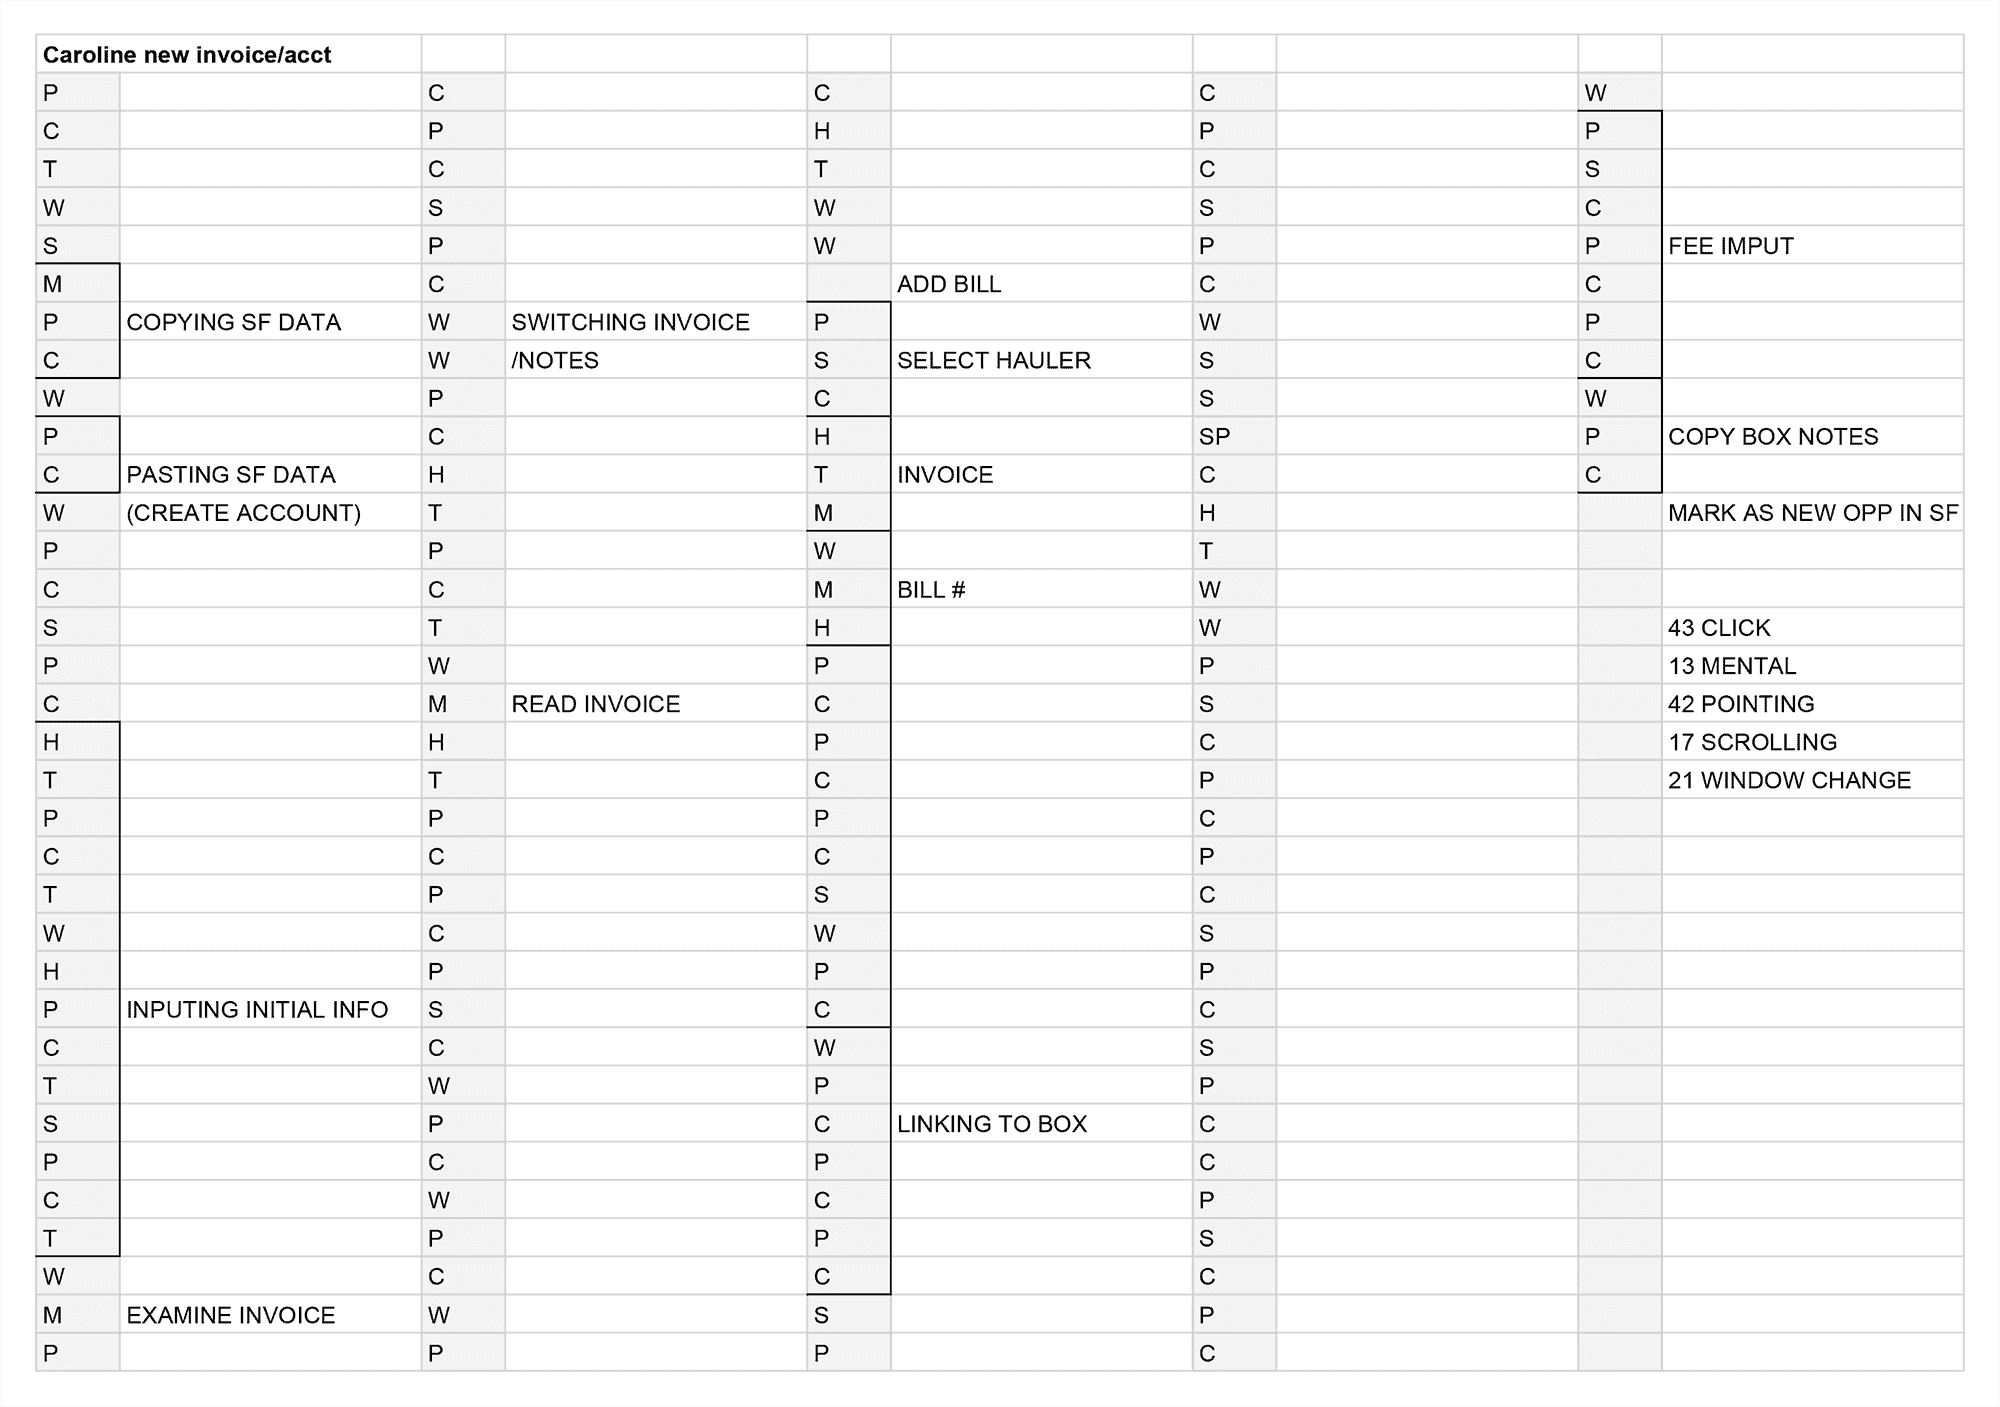 Caroline new invoice/acct
P C C C W
C P H P P
T C T C S
W S W S C
S P W P P FEE IMPUT
M C ADD BILL C C
P COPYING SF DATA W SWITCHING INVOICE P W P
C W /NOTES S SELECT HAULER S C
W P C S W
P C H SP P COPY BOX NOTES
C PASTING SF DATA H T INVOICE C C
W (CREATE ACCOUNT) T M H MARK AS NEW OPP IN SF
P P W T
C C M BILL # W
S T H W 43 CLICK
P W P P 13 MENTAL
C M READ INVOICE C S 42 POINTING
H H P C 17 SCROLLING
T T C P 21 WINDOW CHANGE
P P P C
C C C P
T P S C
W C W S
H P P P
P INPUTING INITIAL INFO S C C
C C W S
T W P P
S P C LINKING TO BOX C
P C P C
C W C P
T P P S
W C C C
M EXAMINE INVOICE W S P
P P P C